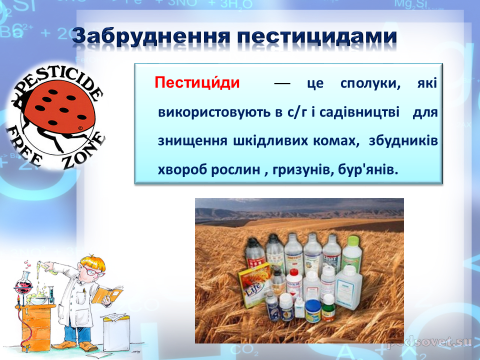 Забруднення пестицидами
PESTICIDE
FREE ZONE
Пестици́ди — це сполуки, які
використовують в с/г і садівництві для
знищення шкідливих комах, збудників
хвороб рослин , гризунів, бур'янів.